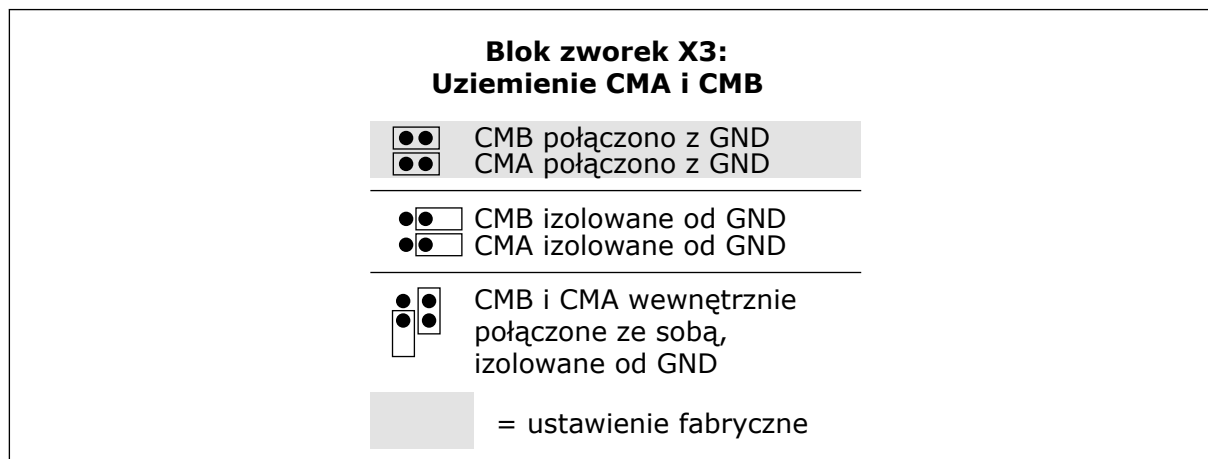 Blok zworek X3:
Uziemienie CMA i CMB
CMB połączono z GND
CMA połączono z GND
CMB izolowane od GND
CMA izolowane od GND
CMB i CMA wewnętrznie
połączone ze sobą,
izolowane od GND
= ustawienie fabryczne